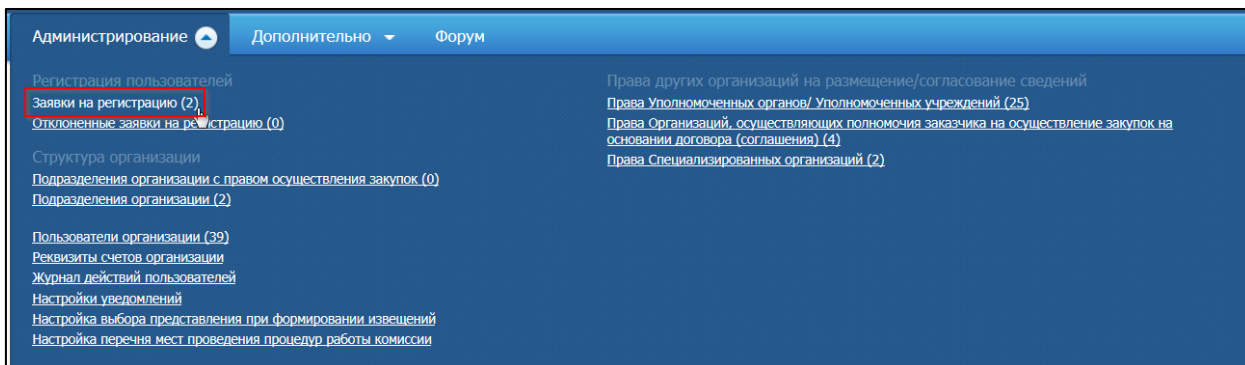 Администрирование Дополнительно Форум
Регистрация пользователей
Заявки на регистрацию (2)
Отклоненные заявки на регистрацию (0)
Структура организации
Подразделения организации с правом осуществления закупок (0)
Подразделения организации (2)
Пользователи организации (39)
Реквизиты счетов организации
Журнал действий пользователей
Настройки уведомлений
Настройка выбора представления при формировании извещений
Настройка перечня мест проведения процедур работы комиссии
Права других организаций на размещение/согласование сведений
Права Уполномоченных органов/ Уполномоченных учреждений (25)
Права Организаций, осуществляющих полномочия заказчика на осуществление закупок на
основании договора (соглашения) (4)
Права Специализированных организаций (2)